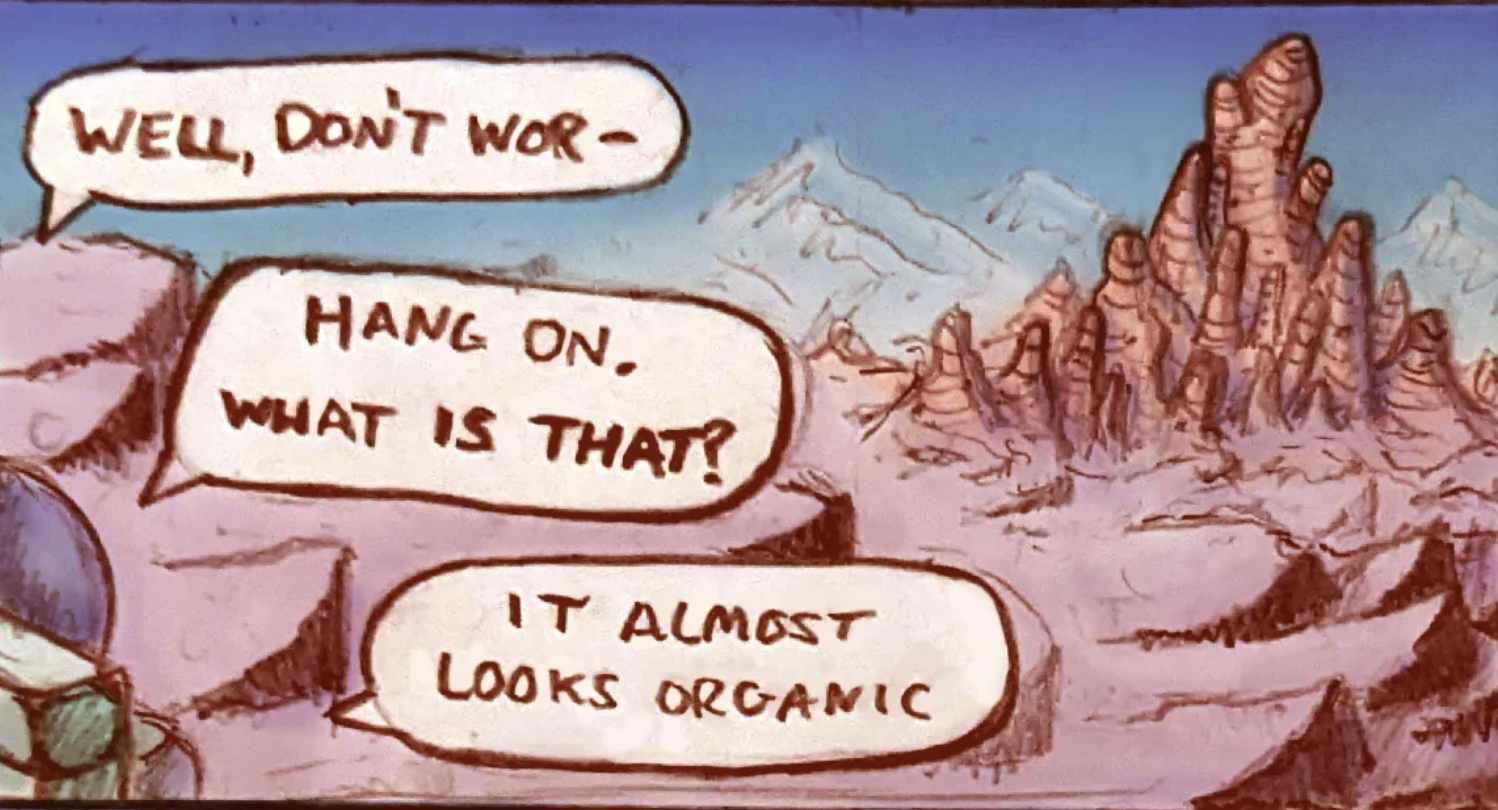 WELL, DON'T WOR-
HANG ON.
WHAT IS THAT?
IT ALMOST
LOOKS ORGANIC